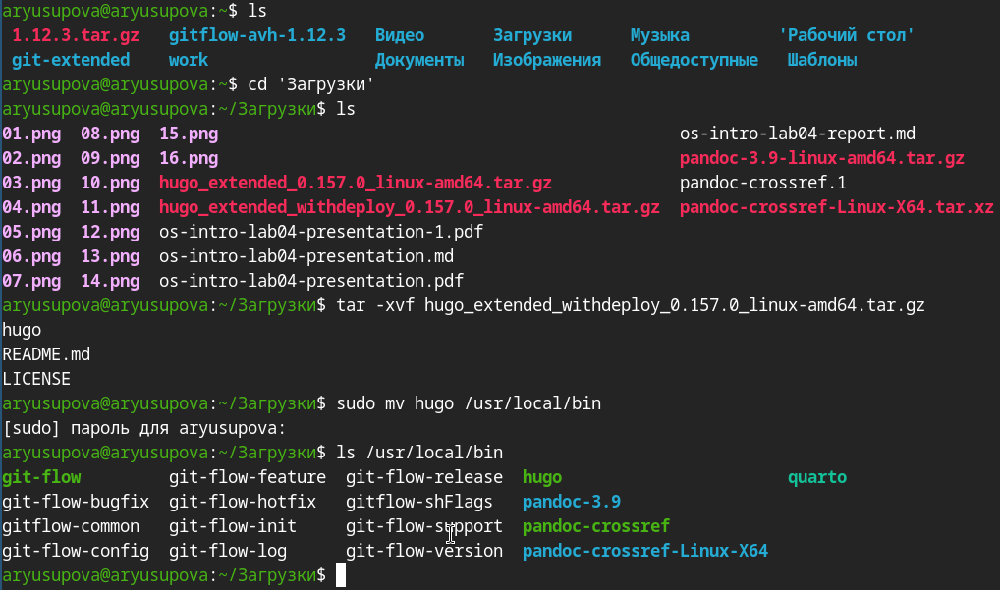 aryusupova@aryusupova:~$ ls
1.12.3.tar.gz gitflow-avh-1.12.3 Видео Загрузки Музыка 'Рабочий стол'
git-extended work Документы Изображения Общедоступные Шаблоны
aryusupova@aryusupova:~$ cd 'Загрузки'
aryusupova@aryusupova:~/Загрузки$ ls
01.png 08.png 15.png os-intro-lab04-report.md
02.png 09.png 16.png pandoc-3.9-linux-amd64.tar.gz
03.png 10.png hugo_extended_0.157.0_linux-amd64.tar.gz pandoc-crossref.1
04.png 11.png hugo_extended_withdeploy_0.157.0_linux-amd64.tar.gz pandoc-crossref-Linux-X64.tar.xz
05.png 12.png os-intro-lab04-presentation-1.pdf
06.png 13.png os-intro-lab04-presentation.md
07.png 14.png os-intro-lab04-presentation.pdf
aryusupova@aryusupova:~/Загрузки$ tar -xvf hugo_extended_withdeploy_0.157.0_linux-amd64.tar.gz
hugo
README.md
LICENSE
aryusupova@aryusupova:~/Загрузки$ sudo mv hugo /usr/local/bin
[sudo] пароль для aryusupova:
aryusupova@aryusupova:~/Загрузки$ ls /usr/local/bin
git-flow git-flow-feature git-flow-release hugo quarto
git-flow-bugfix git-flow-hotfix gitflow-shFlags pandoc-3.9
gitflow-common git-flow-init git-flow-support pandoc-crossref
git-flow-config git-flow-log git-flow-version pandoc-crossref-Linux-X64
aryusupova@aryusupova:~/Загрузки$